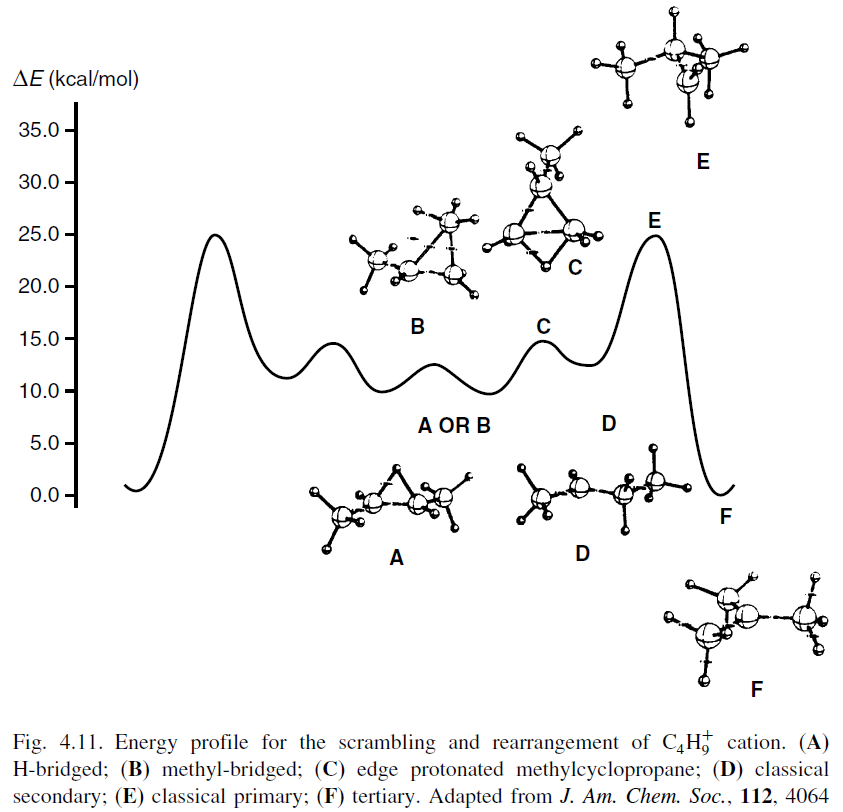 ΔE (kcal/mol)
35.0
30.0
25.0
20.0
15.0
10.0
5.0
0.0
E
E
C
B
C
A OR B
D
A
D
F
F
Fig. 4.11. Energy profile for the scrambling and rearrangement of C₄H₉⁺ cation. (A)
H-bridged; (B) methyl-bridged; (C) edge protonated methylcyclopropane; (D) classical
secondary; (E) classical primary; (F) tertiary. Adapted from J. Am. Chem. Soc., 112, 4064